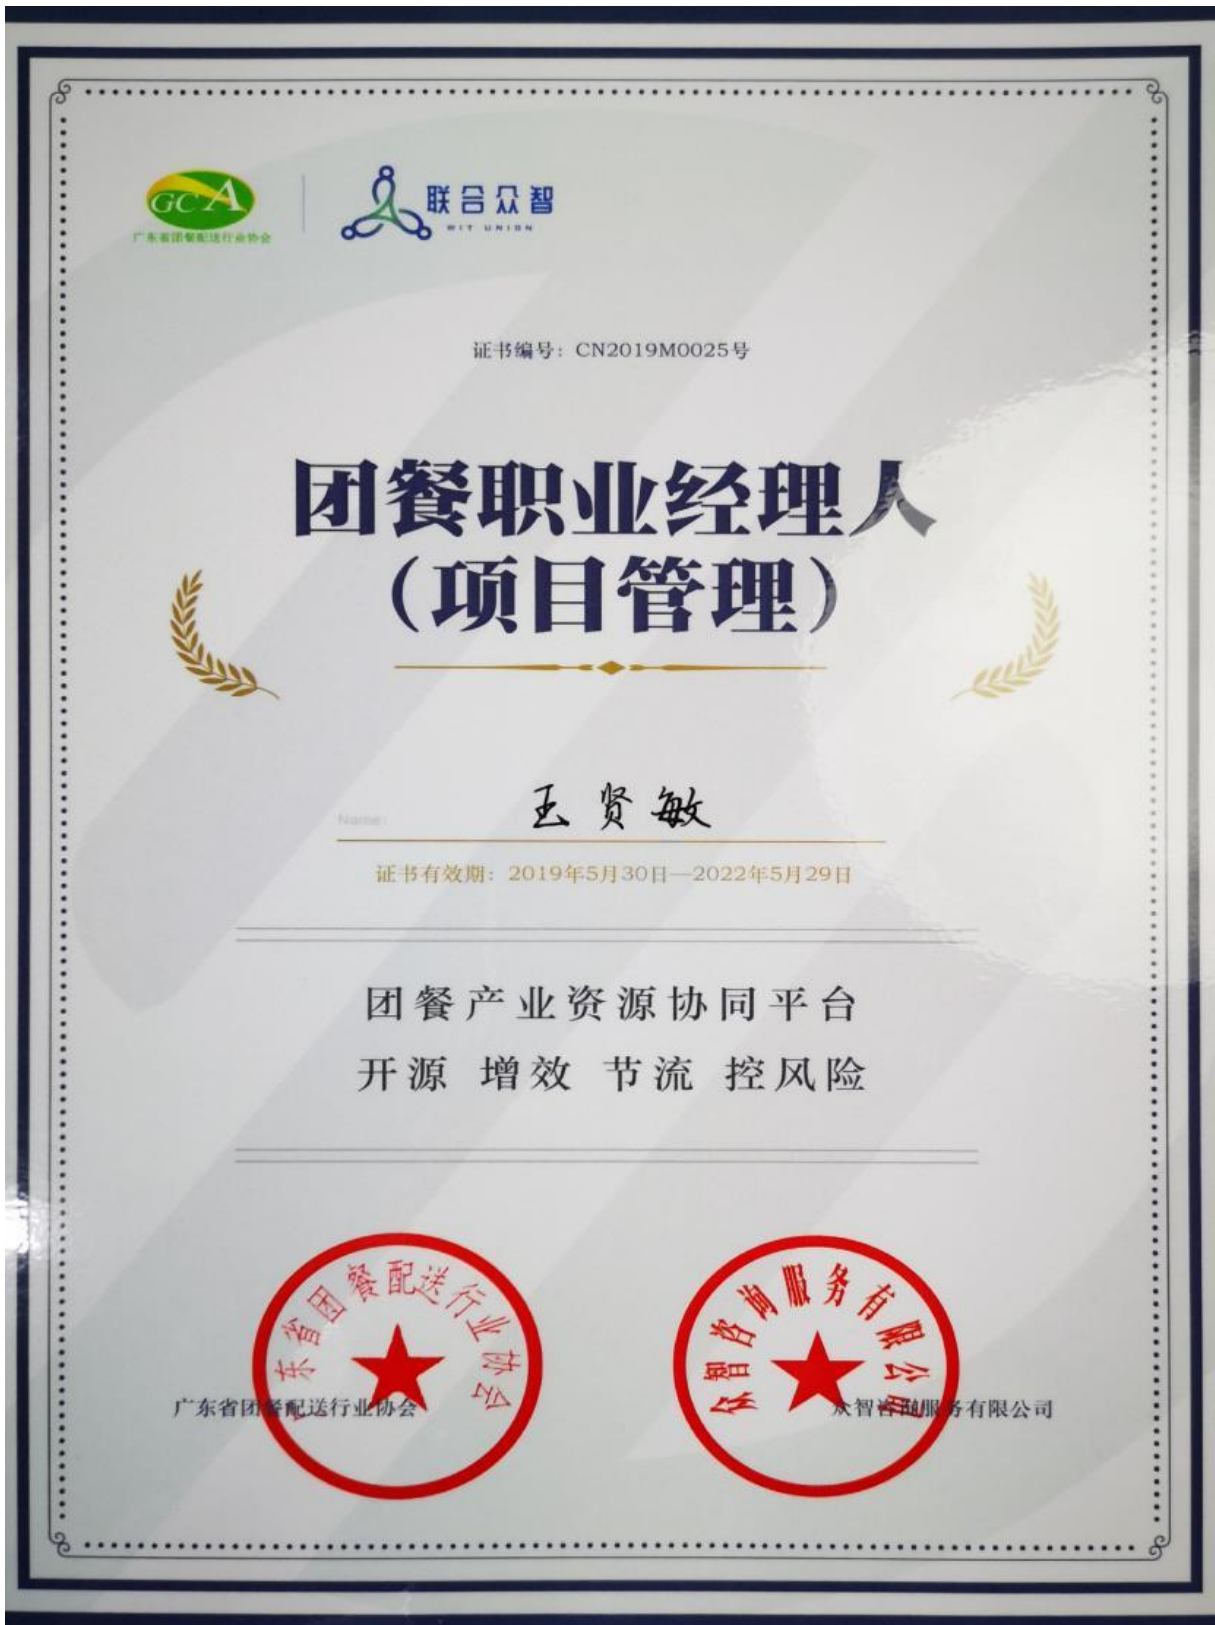 GCA
广东省团餐配送行业协会
联合众智
WIT UNION
证书编号：CN2019M0025号
团餐职业经理人
（项目管理）
Name:
王贤敏
证书有效期：2019年5月30日—2022年5月29日
团餐产业资源协同平台
开源 增效 节流 控风险
广东省团餐配送行业协会
广东省团餐配送行业协会
众智咨询服务有限公司
众智咨询服务有限公司